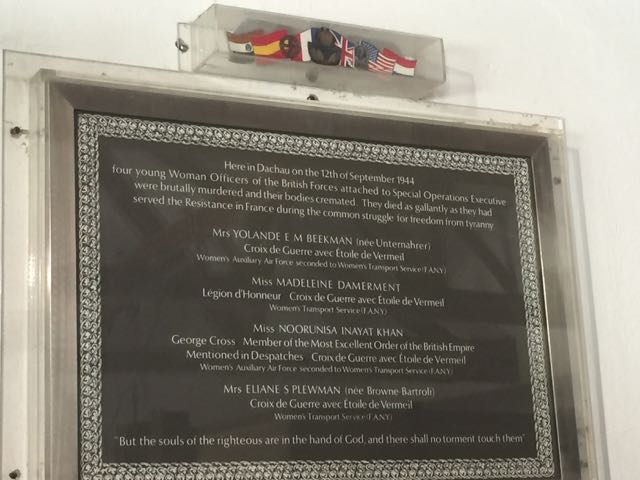 Here in Dachau on the 12th of September 1944
four young Woman Officers of the British Forces attached to Special Operations Executive
were brutally murdered and their bodies cremated They died as gallantly as they had
served the Resistance in France during the common struggle for freedom from tyranny
Mrs YOLANDE E M BEEKMAN (née Unternahrer)
Croix de Guerre avec Étoile de Vermeil
Women's Auxiliary Air Force seconded to Women's Transport Service (F.A.N.Y.)
Miss MADELEINE DAMERMENT
Légion d'Honneur Croix de Guerre avec Étoile de Vermeil
Women's Transport Service (F.A.N.Y.)
Miss NOORUNISA INAYAT KHAN
George Cross Member of the Most Excellent Order of the British Empire
Mentioned in Despatches Croix de Guerre avec Étoile de Vermeil
Women's Auxiliary Air Force seconded to Women's Transport Service (F.A.N.Y.)
Mrs ELIANE S PLEWMAN (née Browne-Bartroli)
Croix de Guerre avec Étoile de Vermeil
Women's Transport Service (F.A.N.Y.)
"But the souls of the righteous are in the hand of God, and there shall no torment touch them"